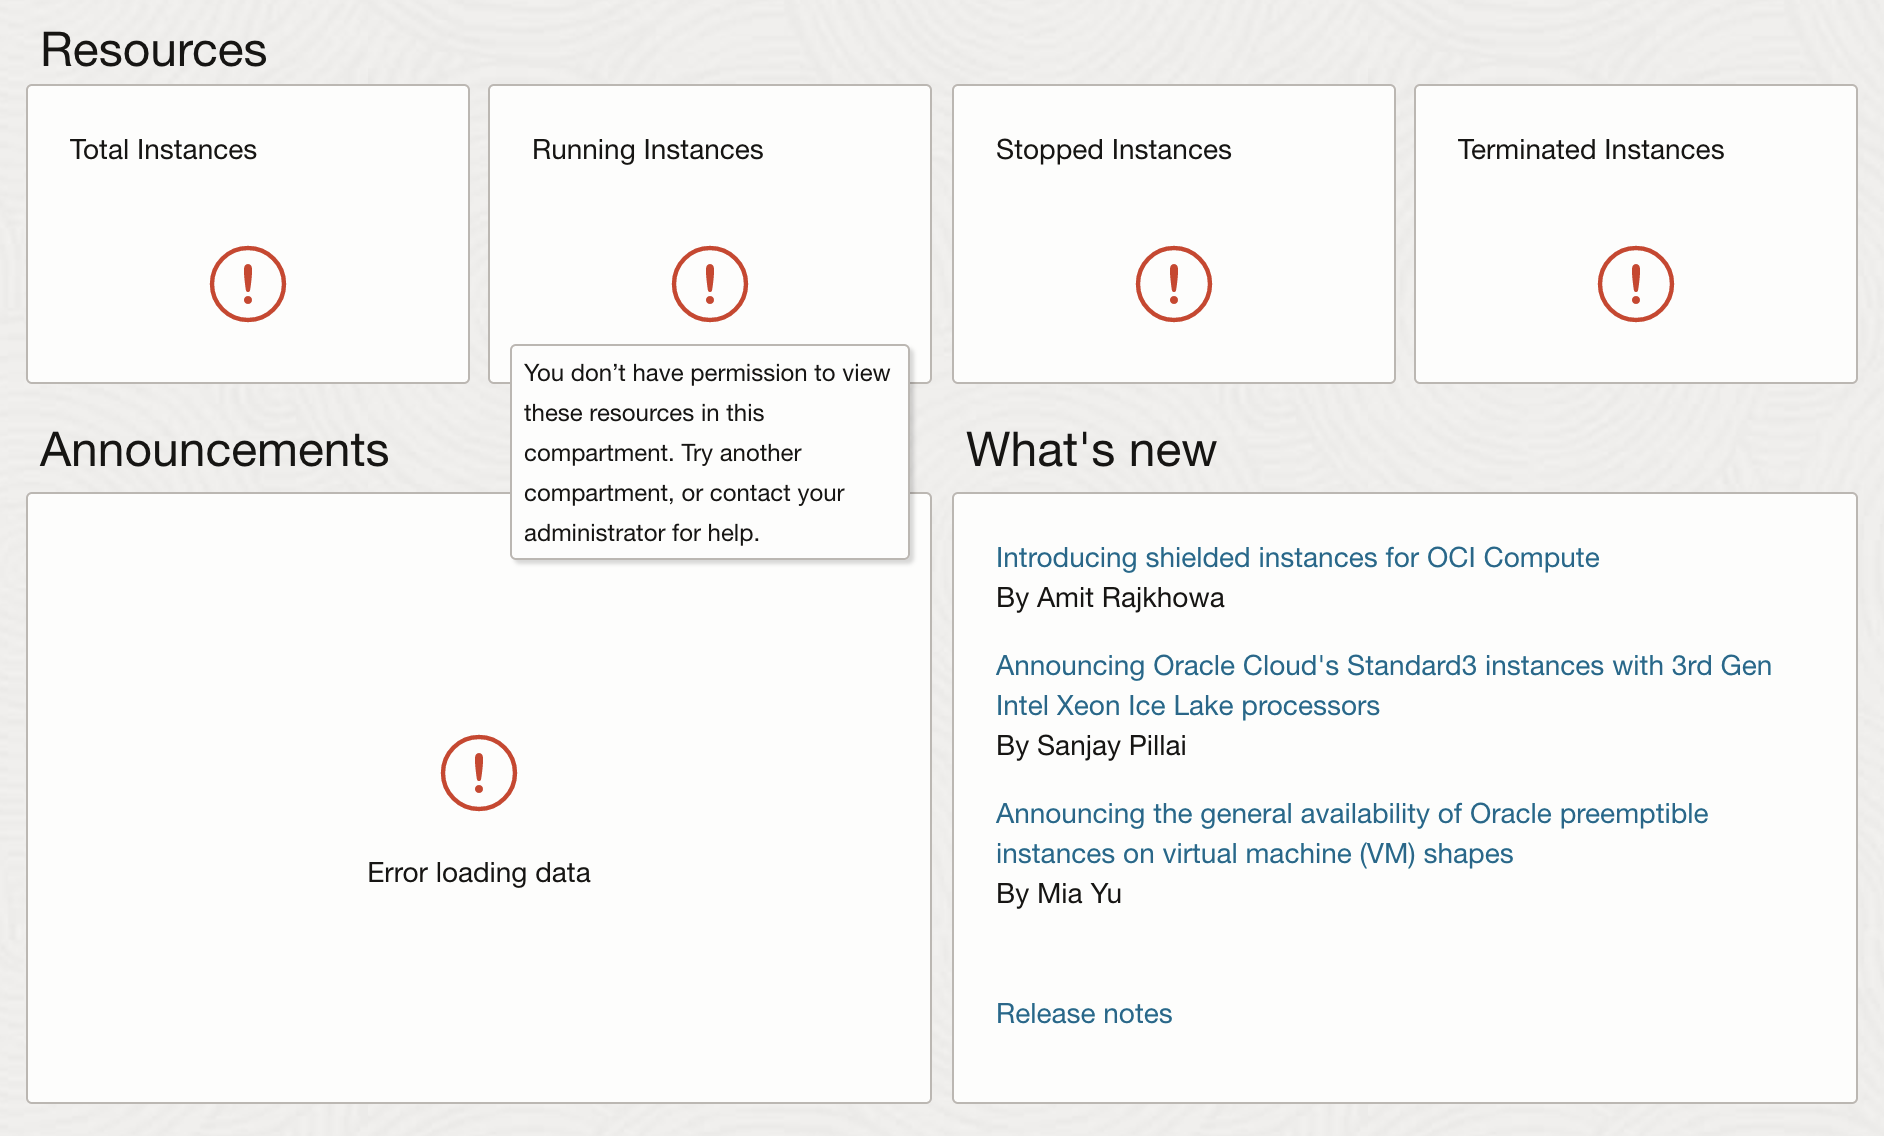 Resources
Total Instances
Running Instances
Stopped Instances
Terminated Instances
You don’t have permission to view
these resources in this
compartment. Try another
compartment, or contact your
administrator for help.
Announcements
Error loading data
What's new
Introducing shielded instances for OCI Compute
By Amit Rajkhowa
Announcing Oracle Cloud's Standard3 instances with 3rd Gen
Intel Xeon Ice Lake processors
By Sanjay Pillai
Announcing the general availability of Oracle preemptible
instances on virtual machine (VM) shapes
By Mia Yu
Release notes